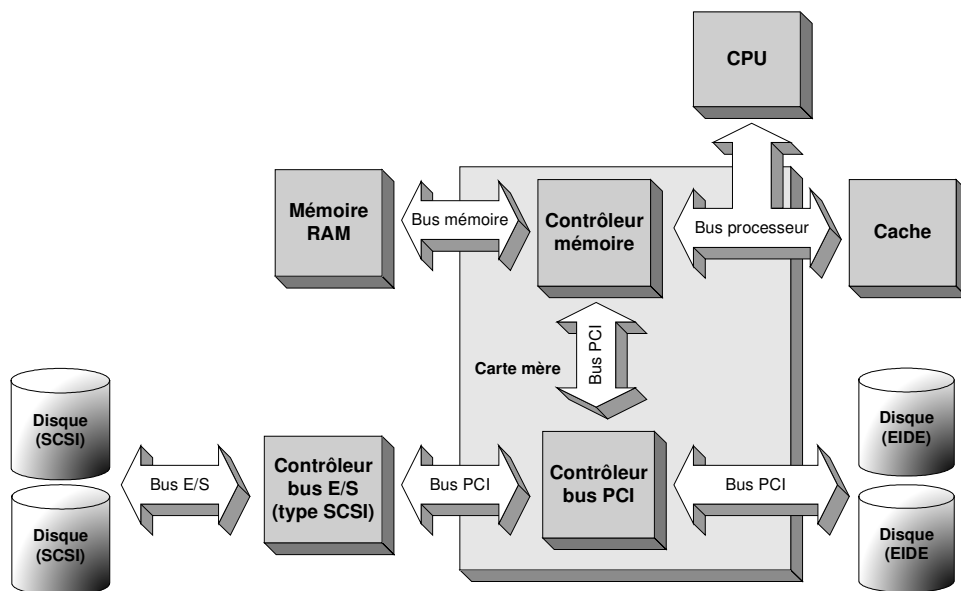 CPU
Mémoire
RAM
Bus mémoire
Contrôleur
mémoire
Bus processeur
Cache
Bus PCI
Carte mère
Disque
(SCSI)
Disque
(SCSI)
Bus E/S
Contrôleur
bus E/S
(type SCSI)
Bus PCI
Contrôleur
bus PCI
Bus PCI
Disque
(EIDE)
Disque
(EIDE